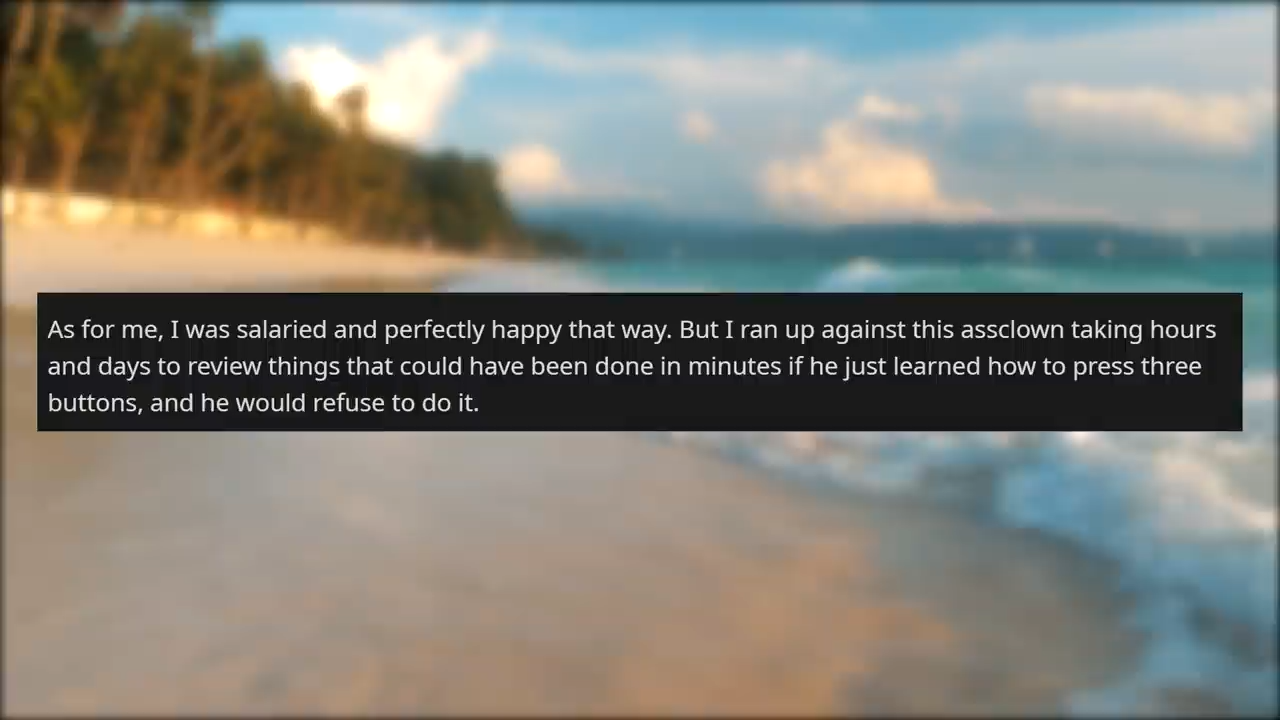 As for me, I was salaried and perfectly happy that way. But I ran up against this assclown taking hours
and days to review things that could have been done in minutes if he just learned how to press three
buttons, and he would refuse to do it.